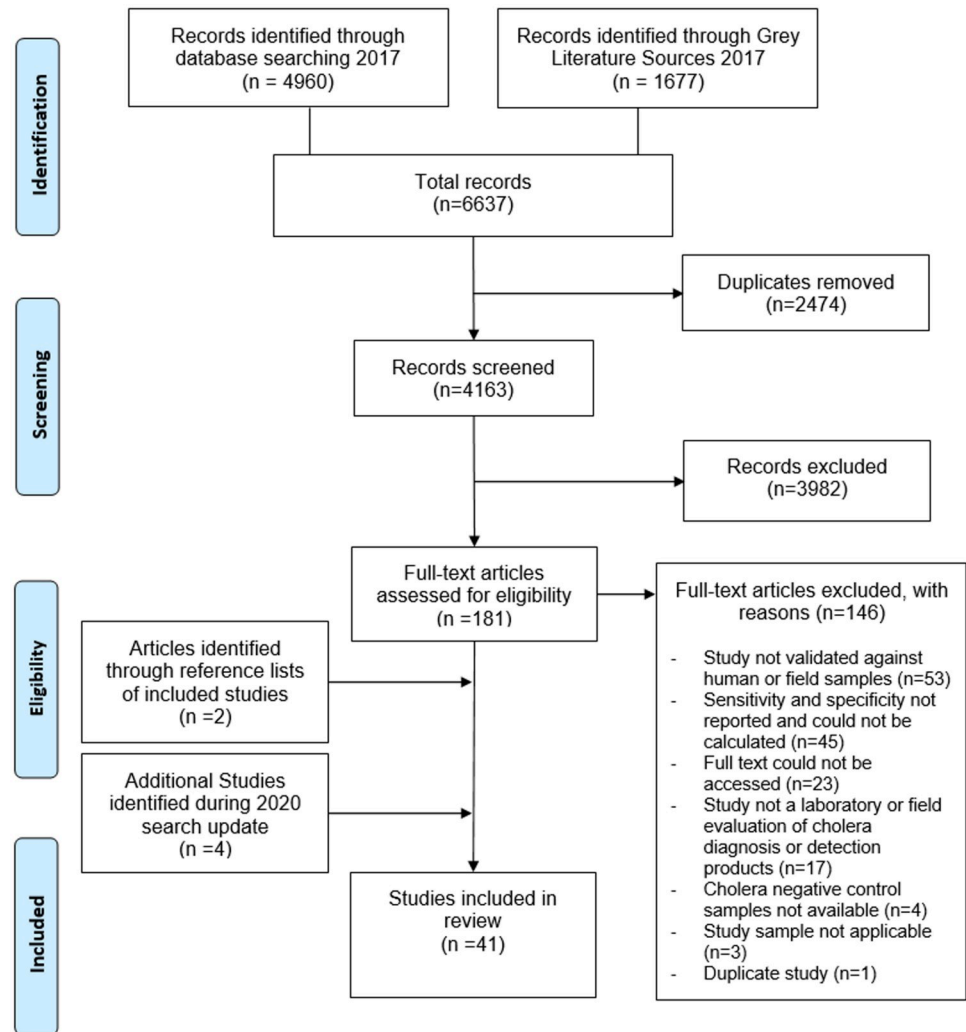 Identification
Records identified through
database searching 2017
(n = 4960)
Records identified through Grey
Literature Sources 2017
(n = 1677)
Total records
(n=6637)
Duplicates removed
(n=2474)
Screening
Records screened
(n=4163)
Records excluded
(n=3982)
Eligibility
Full-text articles
assessed for eligibility
(n =181)
Full-text articles excluded, with
reasons (n=146)
- Study not validated against
human or field samples (n=53)
- Sensitivity and specificity not
reported and could not be
calculated (n=45)
- Full text could not be
accessed (n=23)
- Study not a laboratory or field
evaluation of cholera
diagnosis or detection
products (n=17)
- Cholera negative control
samples not available (n=4)
- Study sample not applicable
(n=3)
- Duplicate study (n=1)
Articles identified
through reference lists
of included studies
(n =2)
Additional Studies
identified during 2020
search update
(n =4)
Included
Studies included in
review
(n =41)